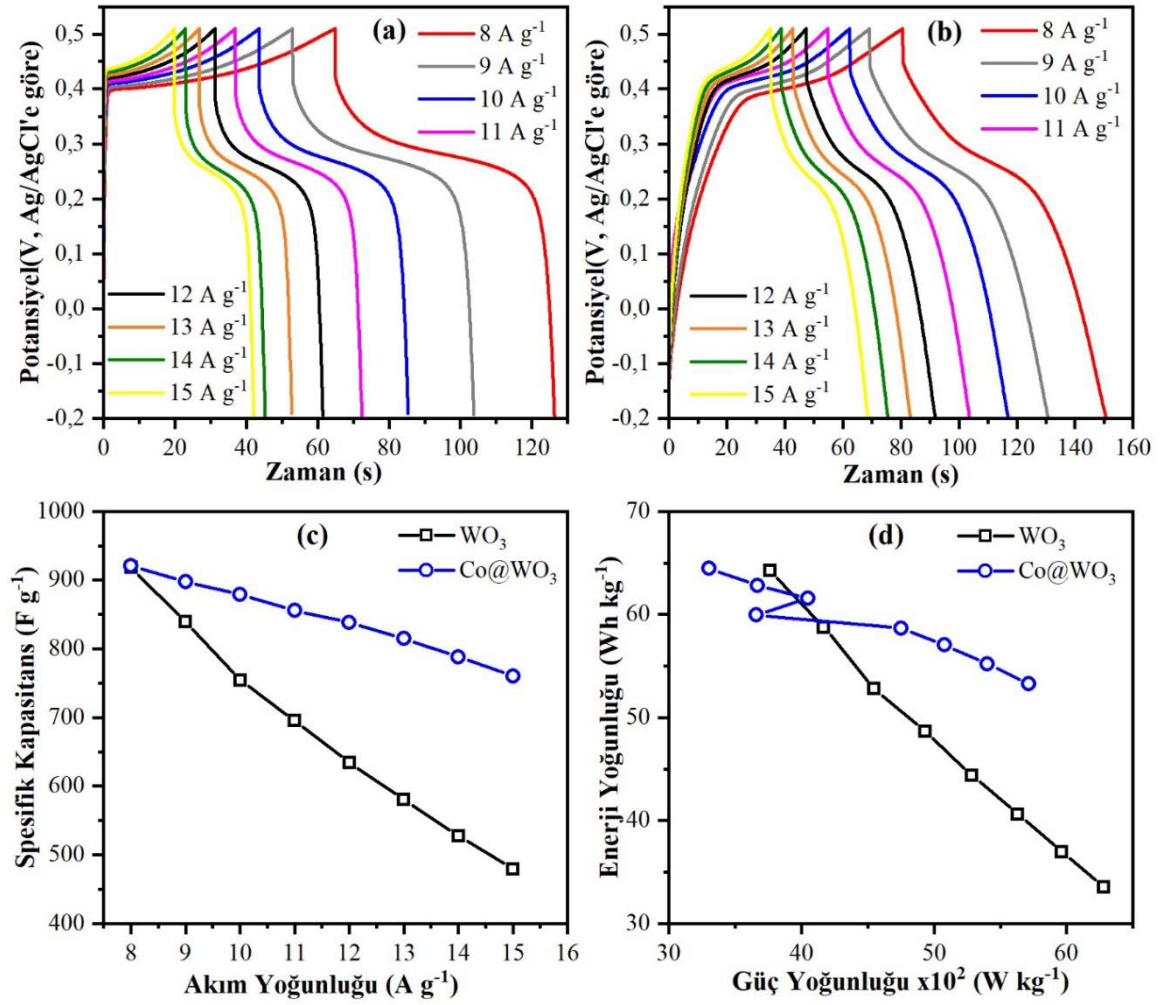 (a)
0,5
0,4
0,3
0,2
0,1
0,0
-0,1
-0,2
Potansiyel(V, Ag/AgCl'e göre)
8 A g⁻¹
9 A g⁻¹
10 A g⁻¹
11 A g⁻¹
12 A g⁻¹
13 A g⁻¹
14 A g⁻¹
15 A g⁻¹
0 20 40 60 80 100 120
Zaman (s)
(b)
0,5
0,4
0,3
0,2
0,1
0,0
-0,1
-0,2
Potansiyel(V, Ag/AgCl'e göre)
8 A g⁻¹
9 A g⁻¹
10 A g⁻¹
11 A g⁻¹
12 A g⁻¹
13 A g⁻¹
14 A g⁻¹
15 A g⁻¹
0 20 40 60 80 100 120 140 160
Zaman (s)
(c)
WO₃
Co@WO₃
1000
900
800
700
600
500
400
Spesifik Kapasitans (F g⁻¹)
8 9 10 11 12 13 14 15 16
Akım Yoğunluğu (A g⁻¹)
(d)
WO₃
Co@WO₃
70
60
50
40
30
Enerji Yoğunluğu (Wh kg⁻¹)
30 40 50 60
Güç Yoğunluğu x10² (W kg⁻¹)